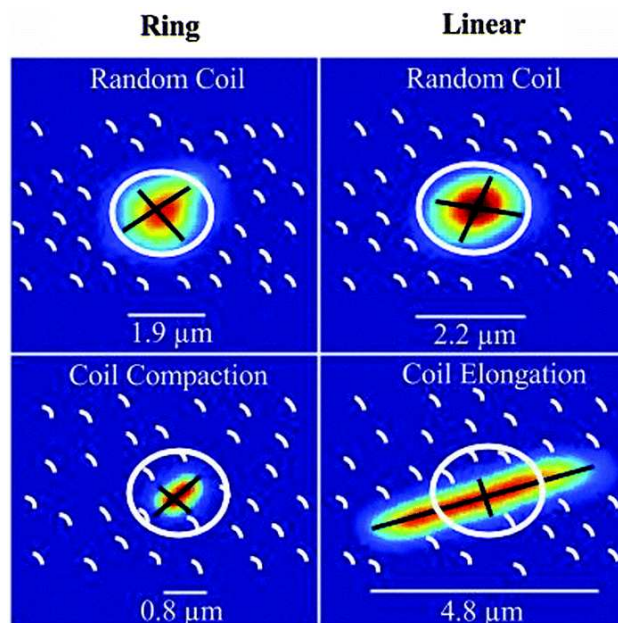 Ring
Linear
Random Coil
Random Coil
1.9 µm
2.2 µm
Coil Compaction
Coil Elongation
0.8 µm
4.8 µm